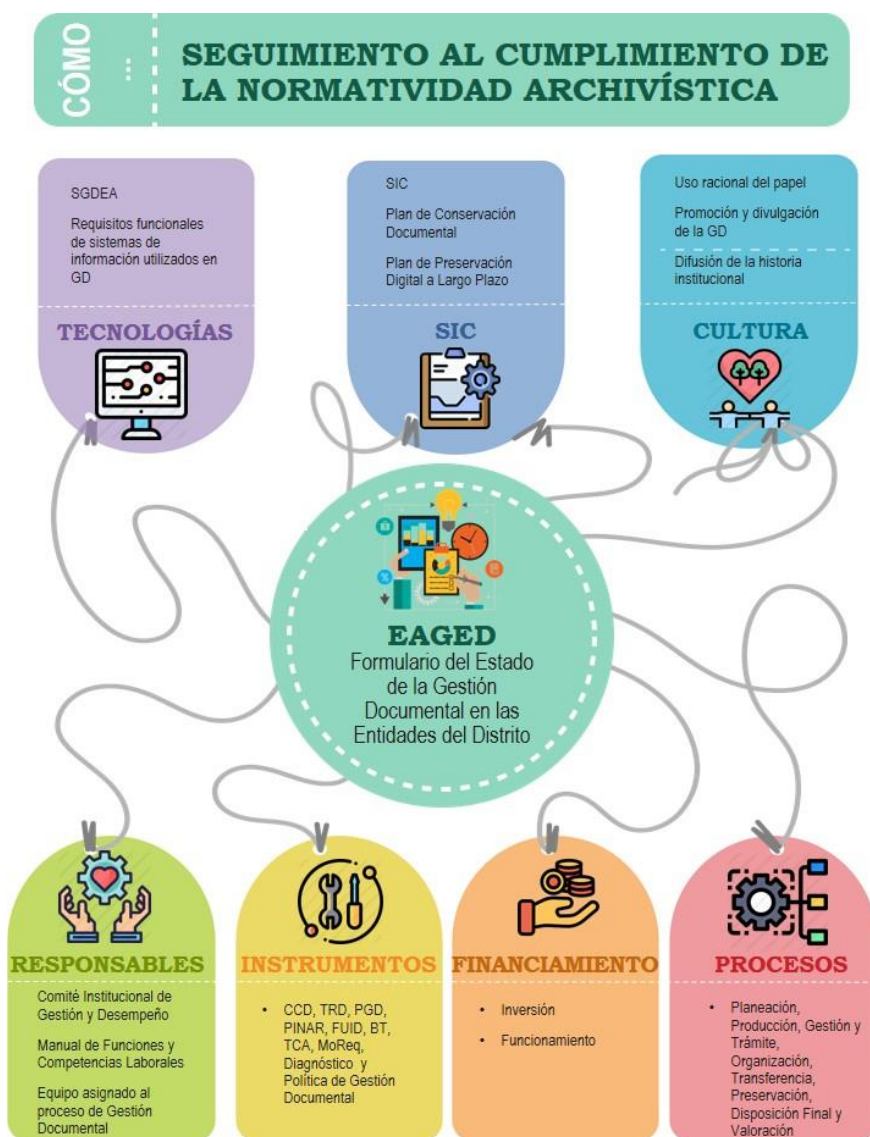 CÓMO
...
SEGUIMIENTO AL CUMPLIMIENTO DE
LA NORMATIVIDAD ARCHIVÍSTICA
SGDEA
Requisitos funcionales
de sistemas de
información utilizados en
GD
TECNOLOGÍAS
SIC
Plan de Conservación
Documental
Plan de Preservación
Digital a Largo Plazo
SIC
Uso racional del papel
Promoción y divulgación
de la GD
Difusión de la historia
institucional
CULTURA
EAGED
Formulario del Estado
de la Gestión
Documental en las
Entidades del Distrito
RESPONSABLES
Comité Institucional de
Gestión y Desempeño
Manual de Funciones y
Competencias Laborales
Equipo asignado al
proceso de Gestión
Documental
INSTRUMENTOS
• CCD, TRD, PGD,
PINAR, FUID, BT,
TCA, MoReq,
Diagnóstico y
Política de Gestión
Documental
FINANCIAMIENTO
• Inversión
• Funcionamiento
PROCESOS
• Planeación,
Producción, Gestión y
Trámite,
Organización,
Transferencia,
Preservación,
Disposición Final y
Valoración